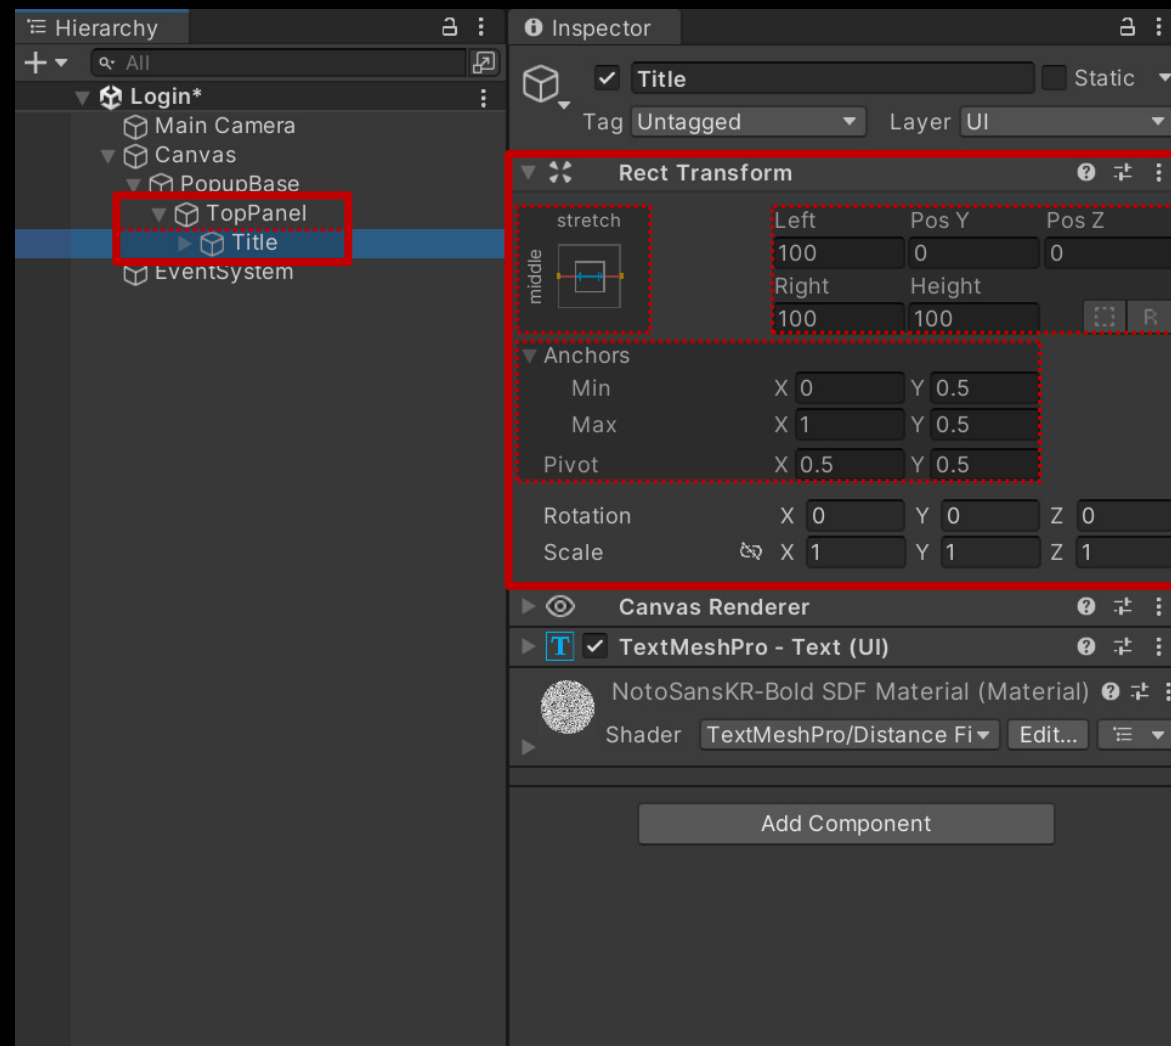 Hierarchy
All
Login*
Main Camera
Canvas
PopupBase
TopPanel
Title
EventSystem
Inspector
Title
Static
Tag Untagged Layer UI
Rect Transform
stretch
middle
Left Pos Y Pos Z
100 0 0
Right Height
100 100 R
Anchors
Min X 0 Y 0.5
Max X 1 Y 0.5
Pivot X 0.5 Y 0.5
Rotation X 0 Y 0 Z 0
Scale X 1 Y 1 Z 1
Canvas Renderer
T TextMeshPro - Text (UI)
NotoSansKR-Bold SDF Material (Material)
Shader TextMeshPro/Distance Fi Edit...
Add Component